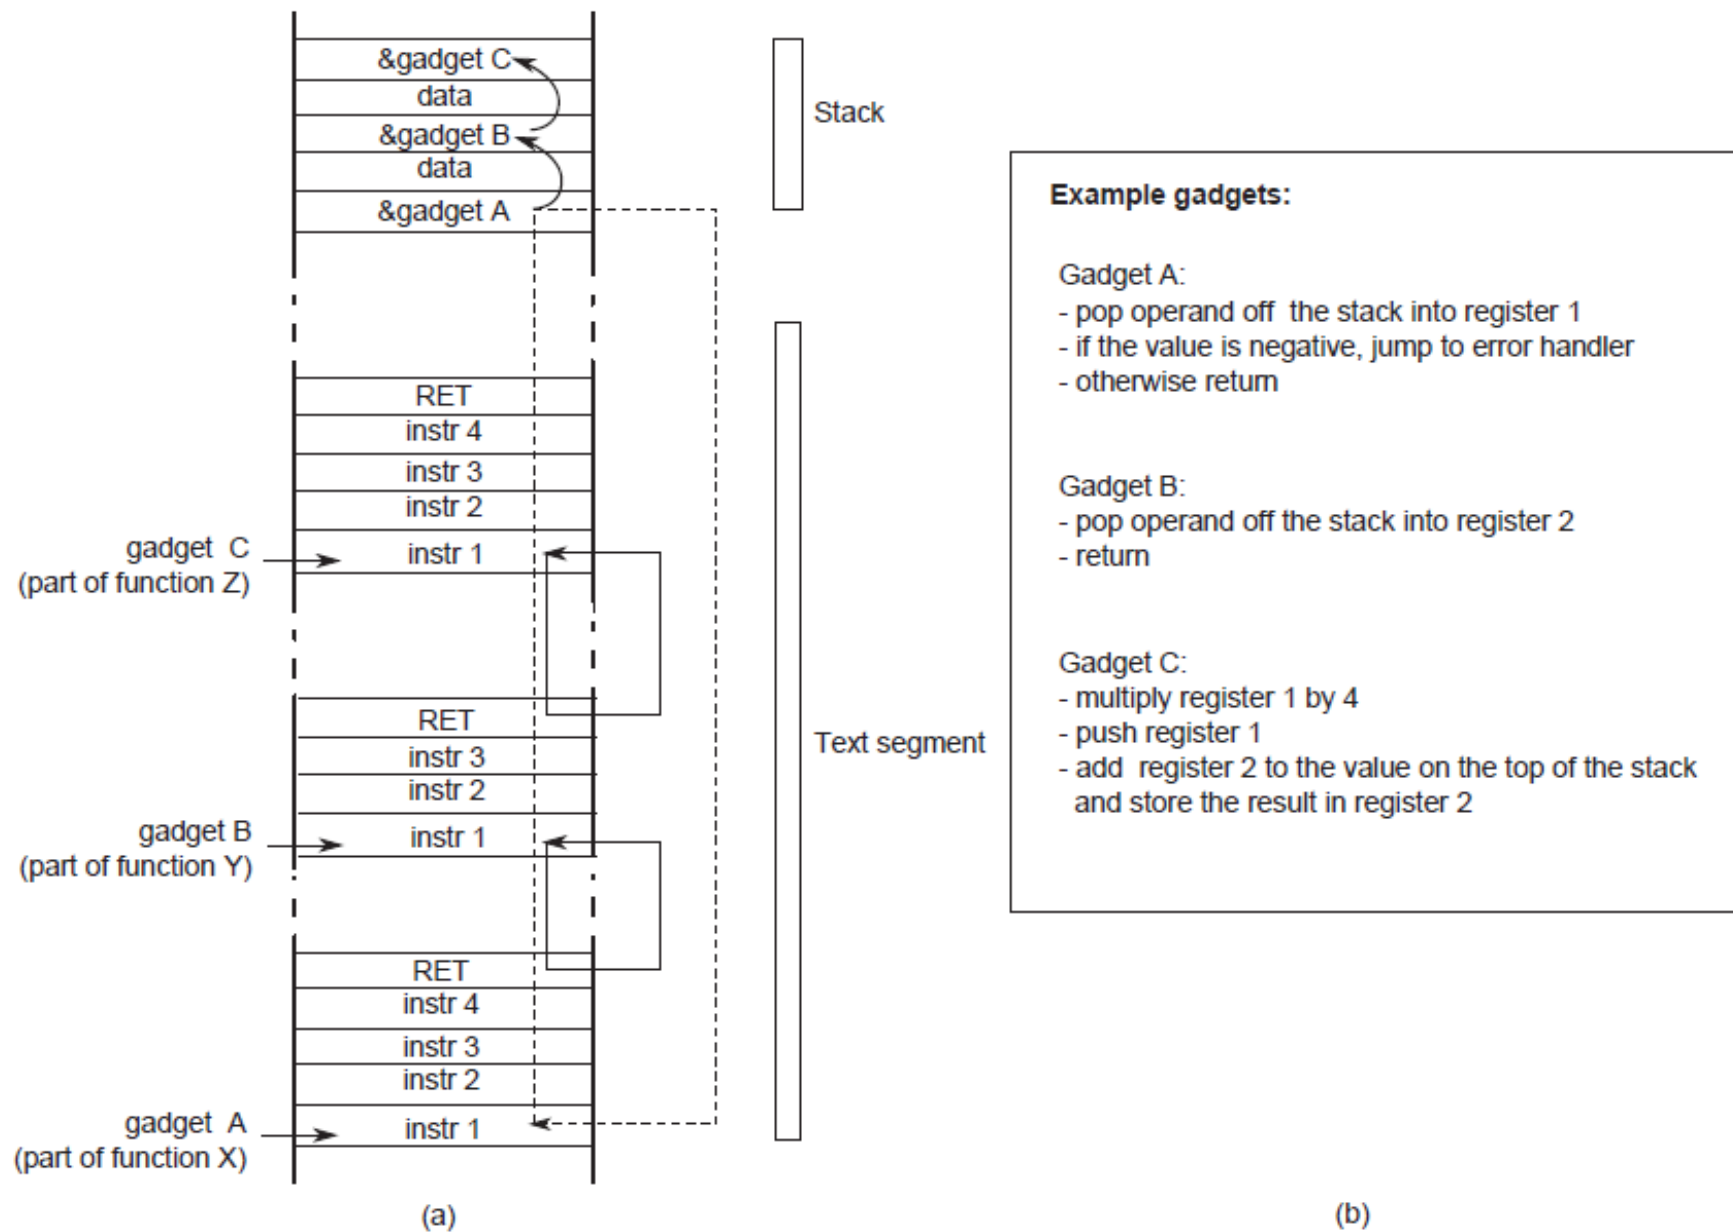 &gadget C
data
&gadget B
data
&gadget A
Stack
RET
instr 4
instr 3
instr 2
instr 1
gadget C
(part of function Z)
RET
instr 3
instr 2
instr 1
gadget B
(part of function Y)
RET
instr 4
instr 3
instr 2
instr 1
gadget A
(part of function X)
Text segment
(a)
Example gadgets:
Gadget A:
- pop operand off the stack into register 1
- if the value is negative, jump to error handler
- otherwise return
Gadget B:
- pop operand off the stack into register 2
- return
Gadget C:
- multiply register 1 by 4
- push register 1
- add register 2 to the value on the top of the stack
and store the result in register 2
(b)